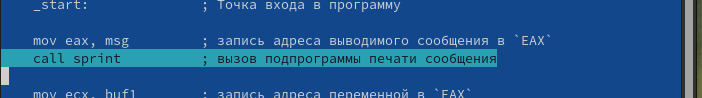 _start: ; Точка входа в программу
mov eax, msg ; запись адреса выводимого сообщения в `EAX`
call sprint ; вызов подпрограммы печати сообщения
mov ecx, buf1 ; запись адреса переменной в `EAX`